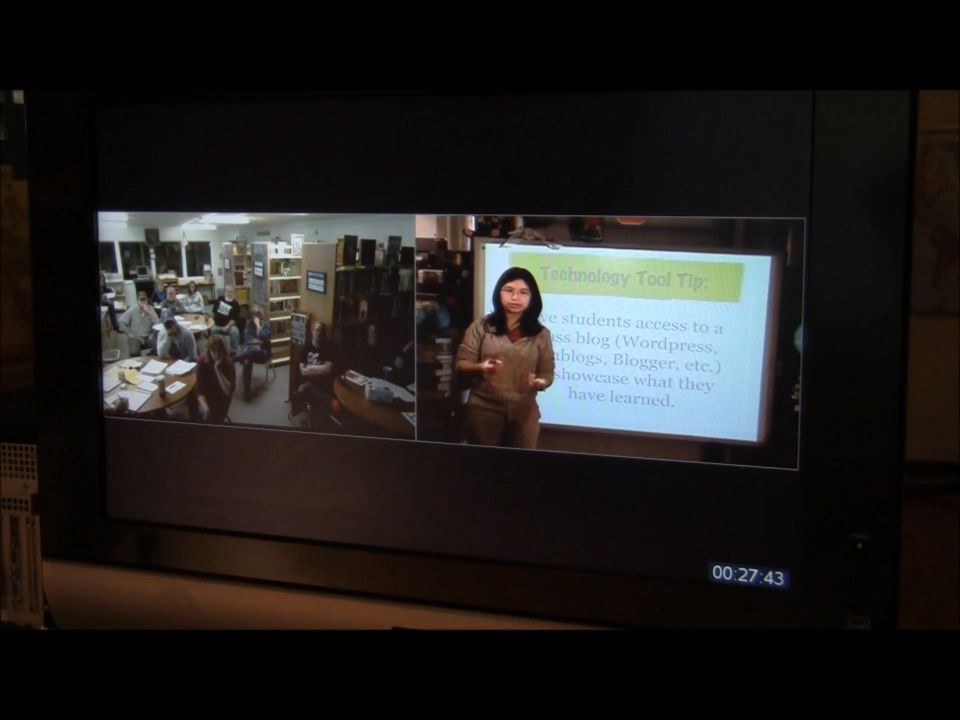 Technology Tool Tip:
students access to a
blog (Wordpress,
Blogger, etc.)
showcase what they
have learned.
00:27:43